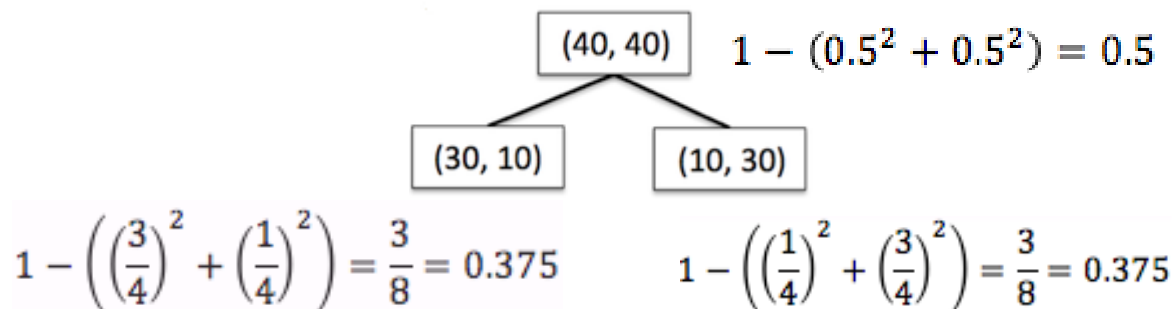 (40, 40) 1 − (0.5² + 0.5²) = 0.5
(30, 10) (10, 30)
1 − ((3/4)² + (1/4)²) = 3/8 = 0.375 1 − ((1/4)² + (3/4)²) = 3/8 = 0.375